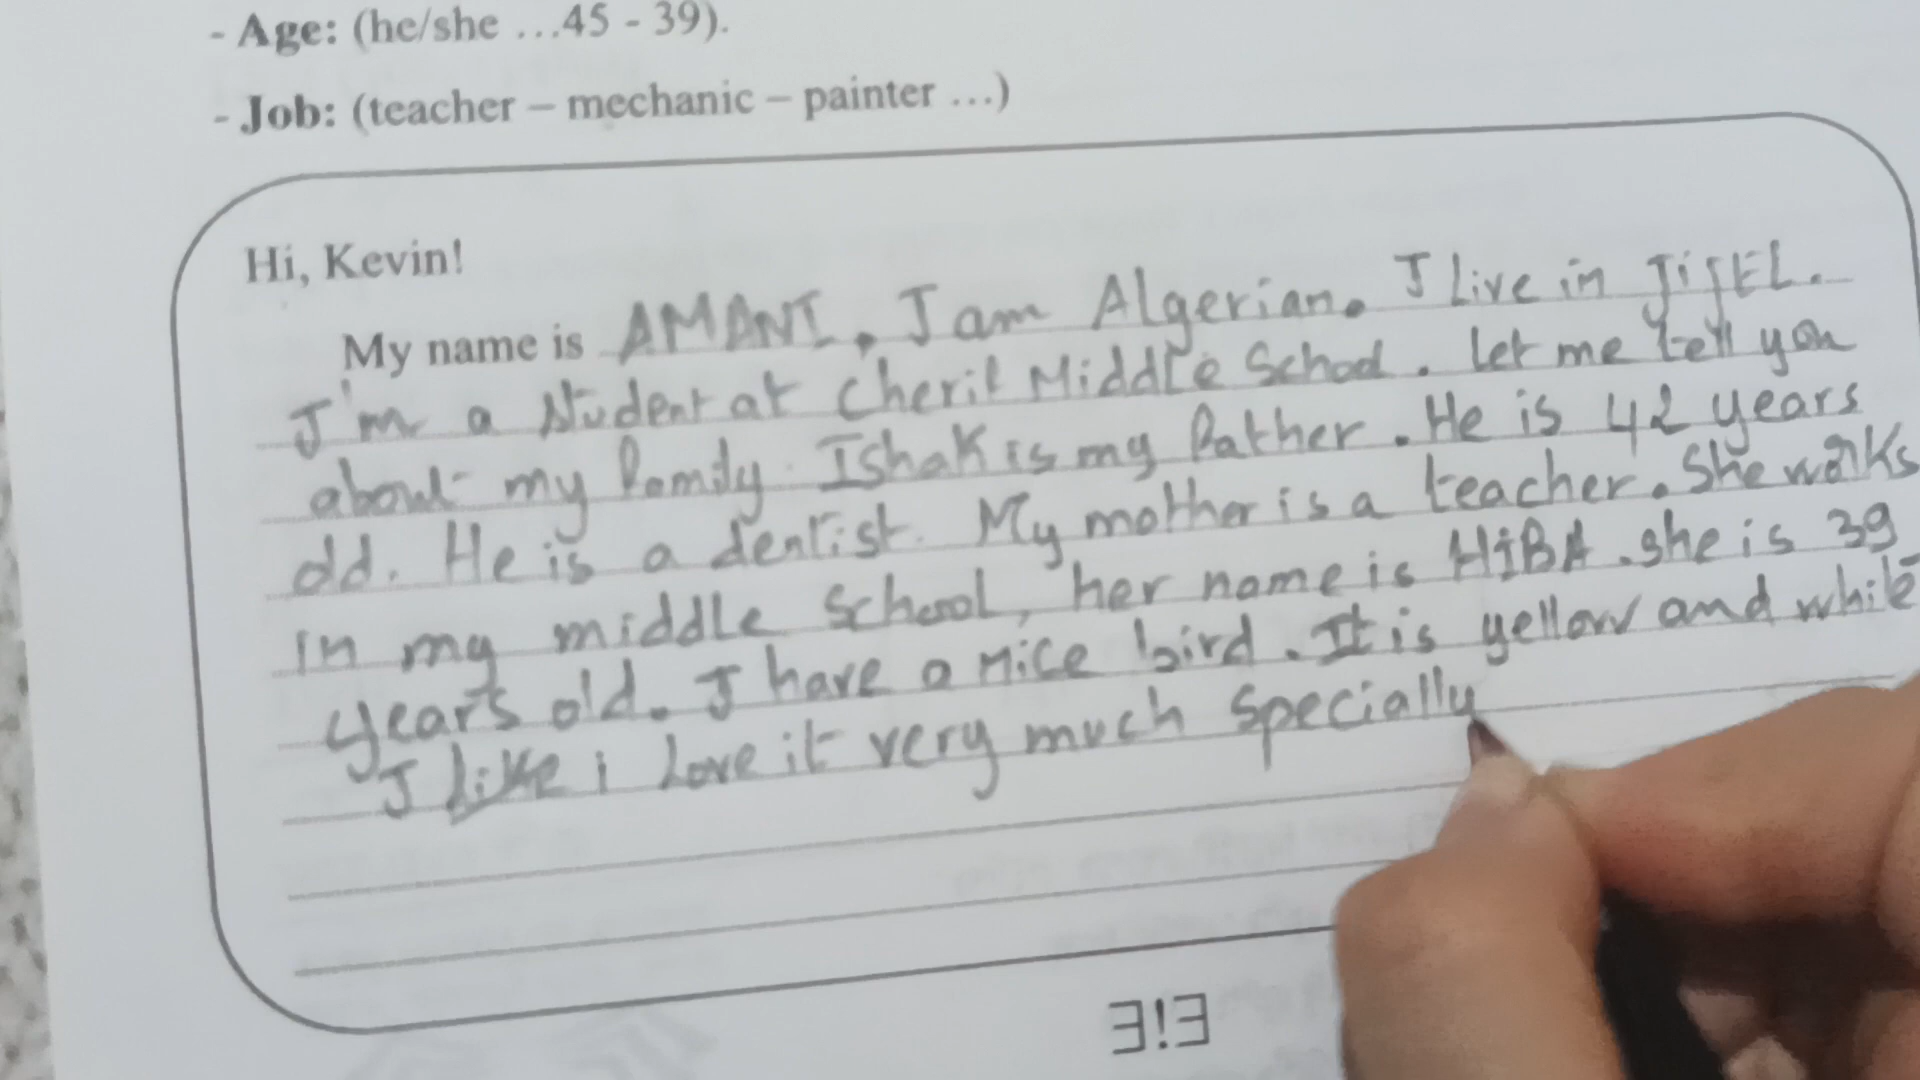 - Age: (he/she ...45 - 39).
- Job: (teacher – mechanic – painter ...)
Hi, Kevin!
My name is AMANI. I am Algerian. I live in JiJEL.
I'm a student at Cherif Middle School. Let me tell you
about my family. Ishak is my father. He is 42 years
old. He is a dentist. My mother is a teacher. She works
in my middle school, her name is HiBA. she is 39
years old. I have a nice bird. It is yellow and white
I like i love it very much specially